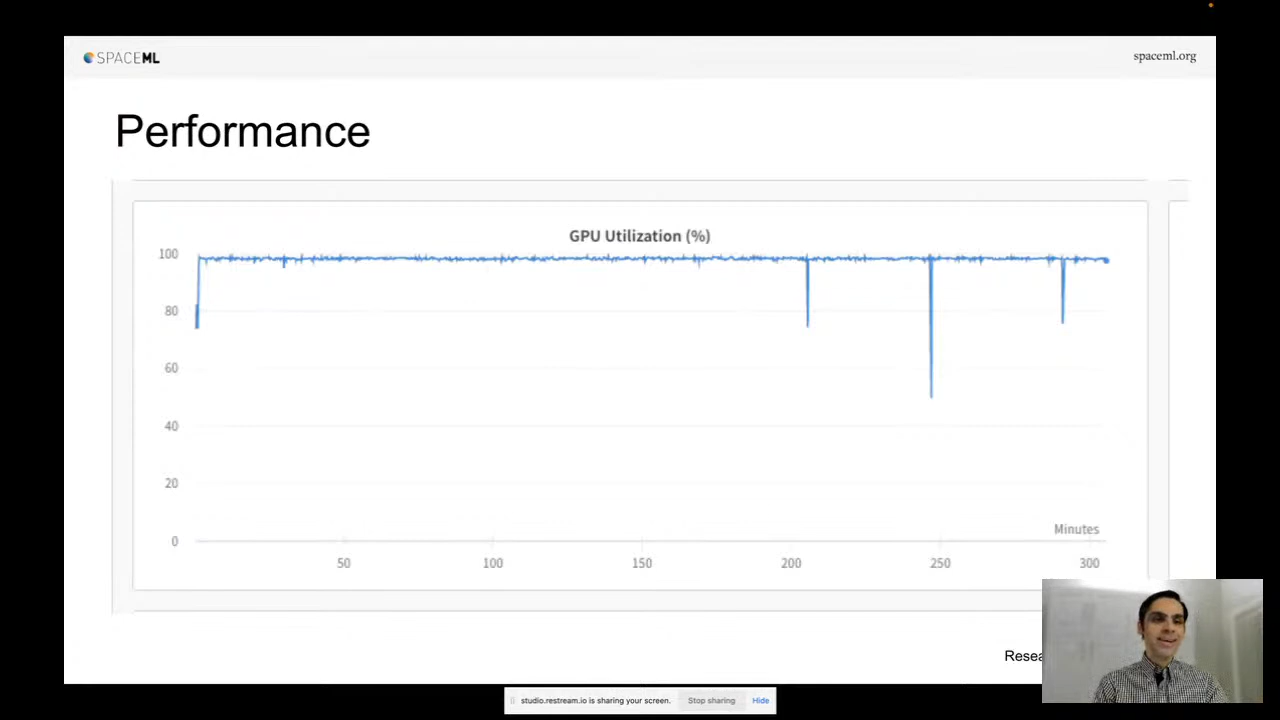 SPACEML
spaceml.org
Performance
GPU Utilization (%)
100
80
60
40
20
0
Minutes
50
100
150
200
250
300
studio.restream.io is sharing your screen.
Stop sharing
Hide